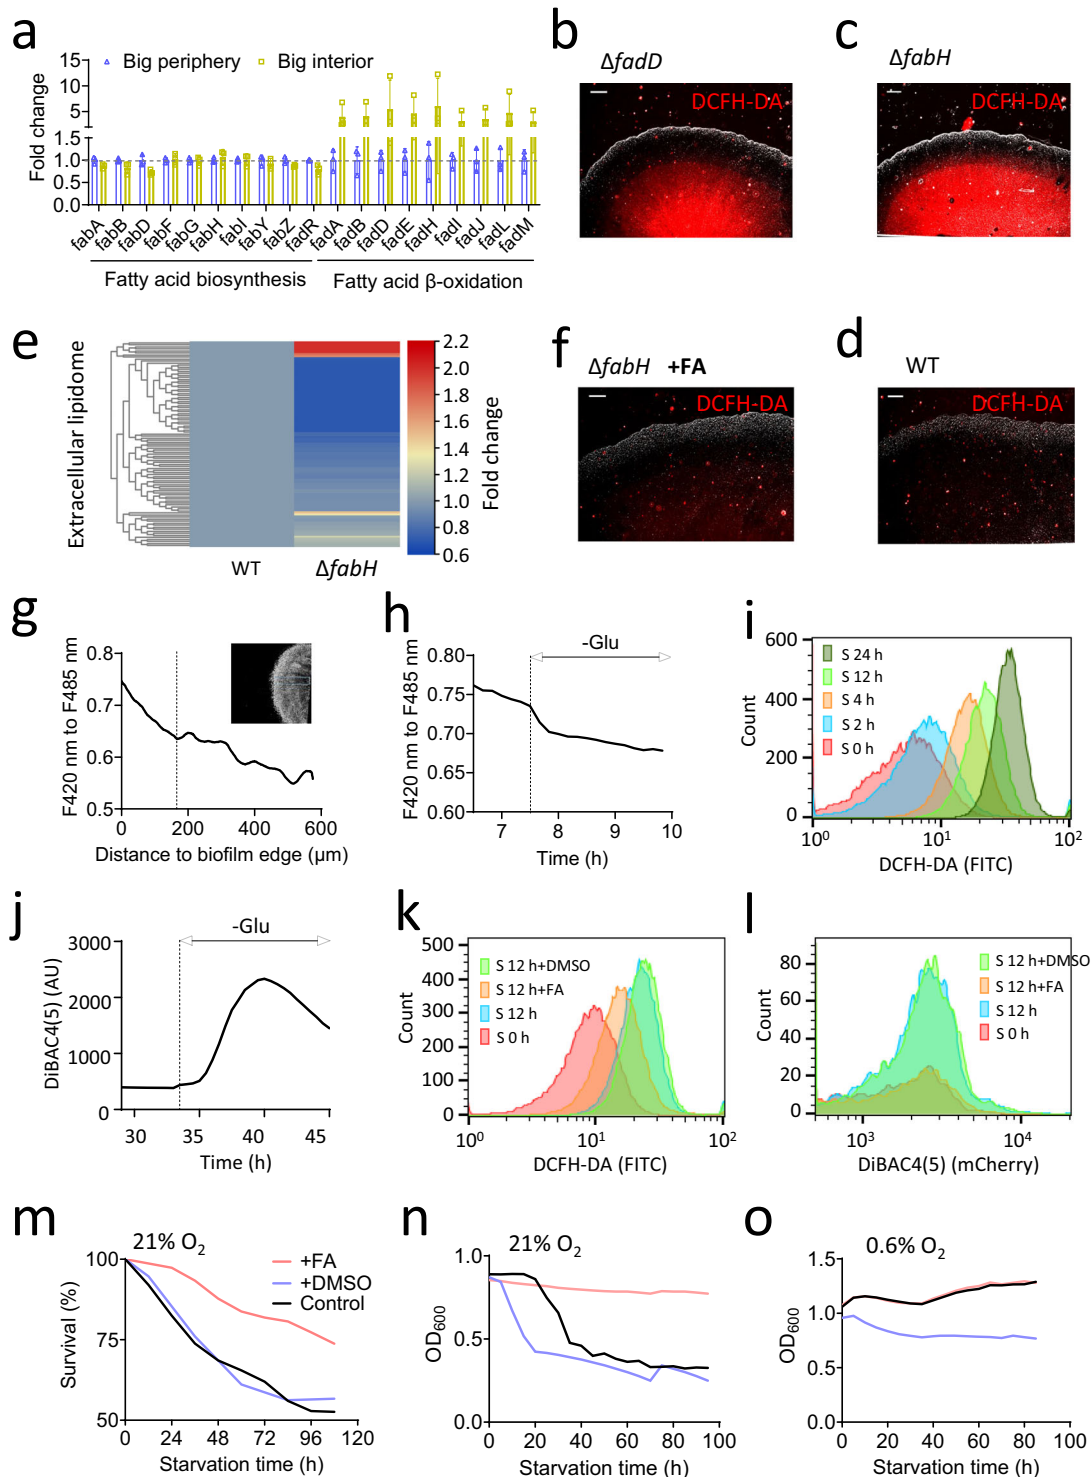 a
15
10
5
1.5
1.0
0.5
0.0
Fold change
Big periphery
Big interior
fabA
fabB
fabD
fabF
fabG
fabH
fabI
fabY
fabZ
fadR
fadA
fadB
fadD
fadE
fadH
fadI
fadJ
fadL
fadM
Fatty acid biosynthesis
Fatty acid β-oxidation
b
ΔfadD
DCFH-DA
c
ΔfabH
DCFH-DA
e
Extracellular lipidome
WT
ΔfabH
2.2
2.0
1.8
1.6
1.4
1.2
1.0
0.8
0.6
Fold change
f
ΔfabH +FA
DCFH-DA
d
WT
DCFH-DA
g
F420 nm to F485 nm
0.8
0.7
0.6
0.5
0 200 400 600
Distance to biofilm edge (μm)
h
-Glu
F420 nm to F485 nm
0.80
0.75
0.70
0.65
0.60
7 8 9 10
Time (h)
i
Count
600
400
200
0
S 24 h
S 12 h
S 4 h
S 2 h
S 0 h
10⁰ 10¹ 10²
DCFH-DA (FITC)
j
-Glu
DiBAC4(5) (AU)
3000
2000
1000
0
30 35 40 45
Time (h)
k
Count
500
400
300
200
100
0
S 12 h+DMSO
S 12 h+FA
S 12 h
S 0 h
10⁰ 10¹ 10²
DCFH-DA (FITC)
l
Count
80
60
40
20
0
S 12 h+DMSO
S 12 h+FA
S 12 h
S 0 h
10³ 10⁴
DiBAC4(5) (mCherry)
m
21% O₂
Survival (%)
100
75
50
+FA
+DMSO
Control
0 24 48 72 96 120
Starvation time (h)
n
21% O₂
OD₆₀₀
1.0
0.5
0.0
0 20 40 60 80 100
Starvation time (h)
o
0.6% O₂
OD₆₀₀
1.5
1.0
0.5
0.0
0 20 40 60 80 100
Starvation time (h)